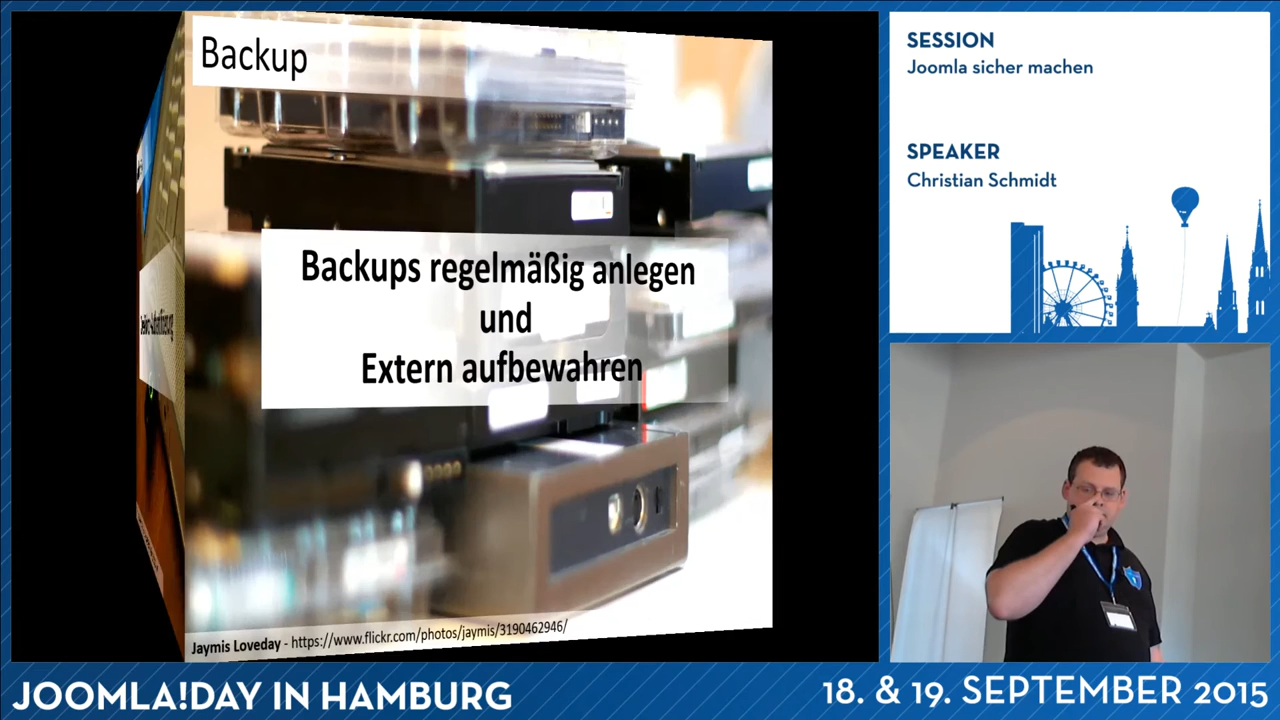 Backup
Backups regelmäßig anlegen
und
Extern aufbewahren
Jaymis Loveday - https://www.flickr.com/photos/jaymis/3190462946/
SESSION
Joomla sicher machen
SPEAKER
Christian Schmidt
JOOMLA!DAY IN HAMBURG
18. & 19. SEPTEMBER 2015